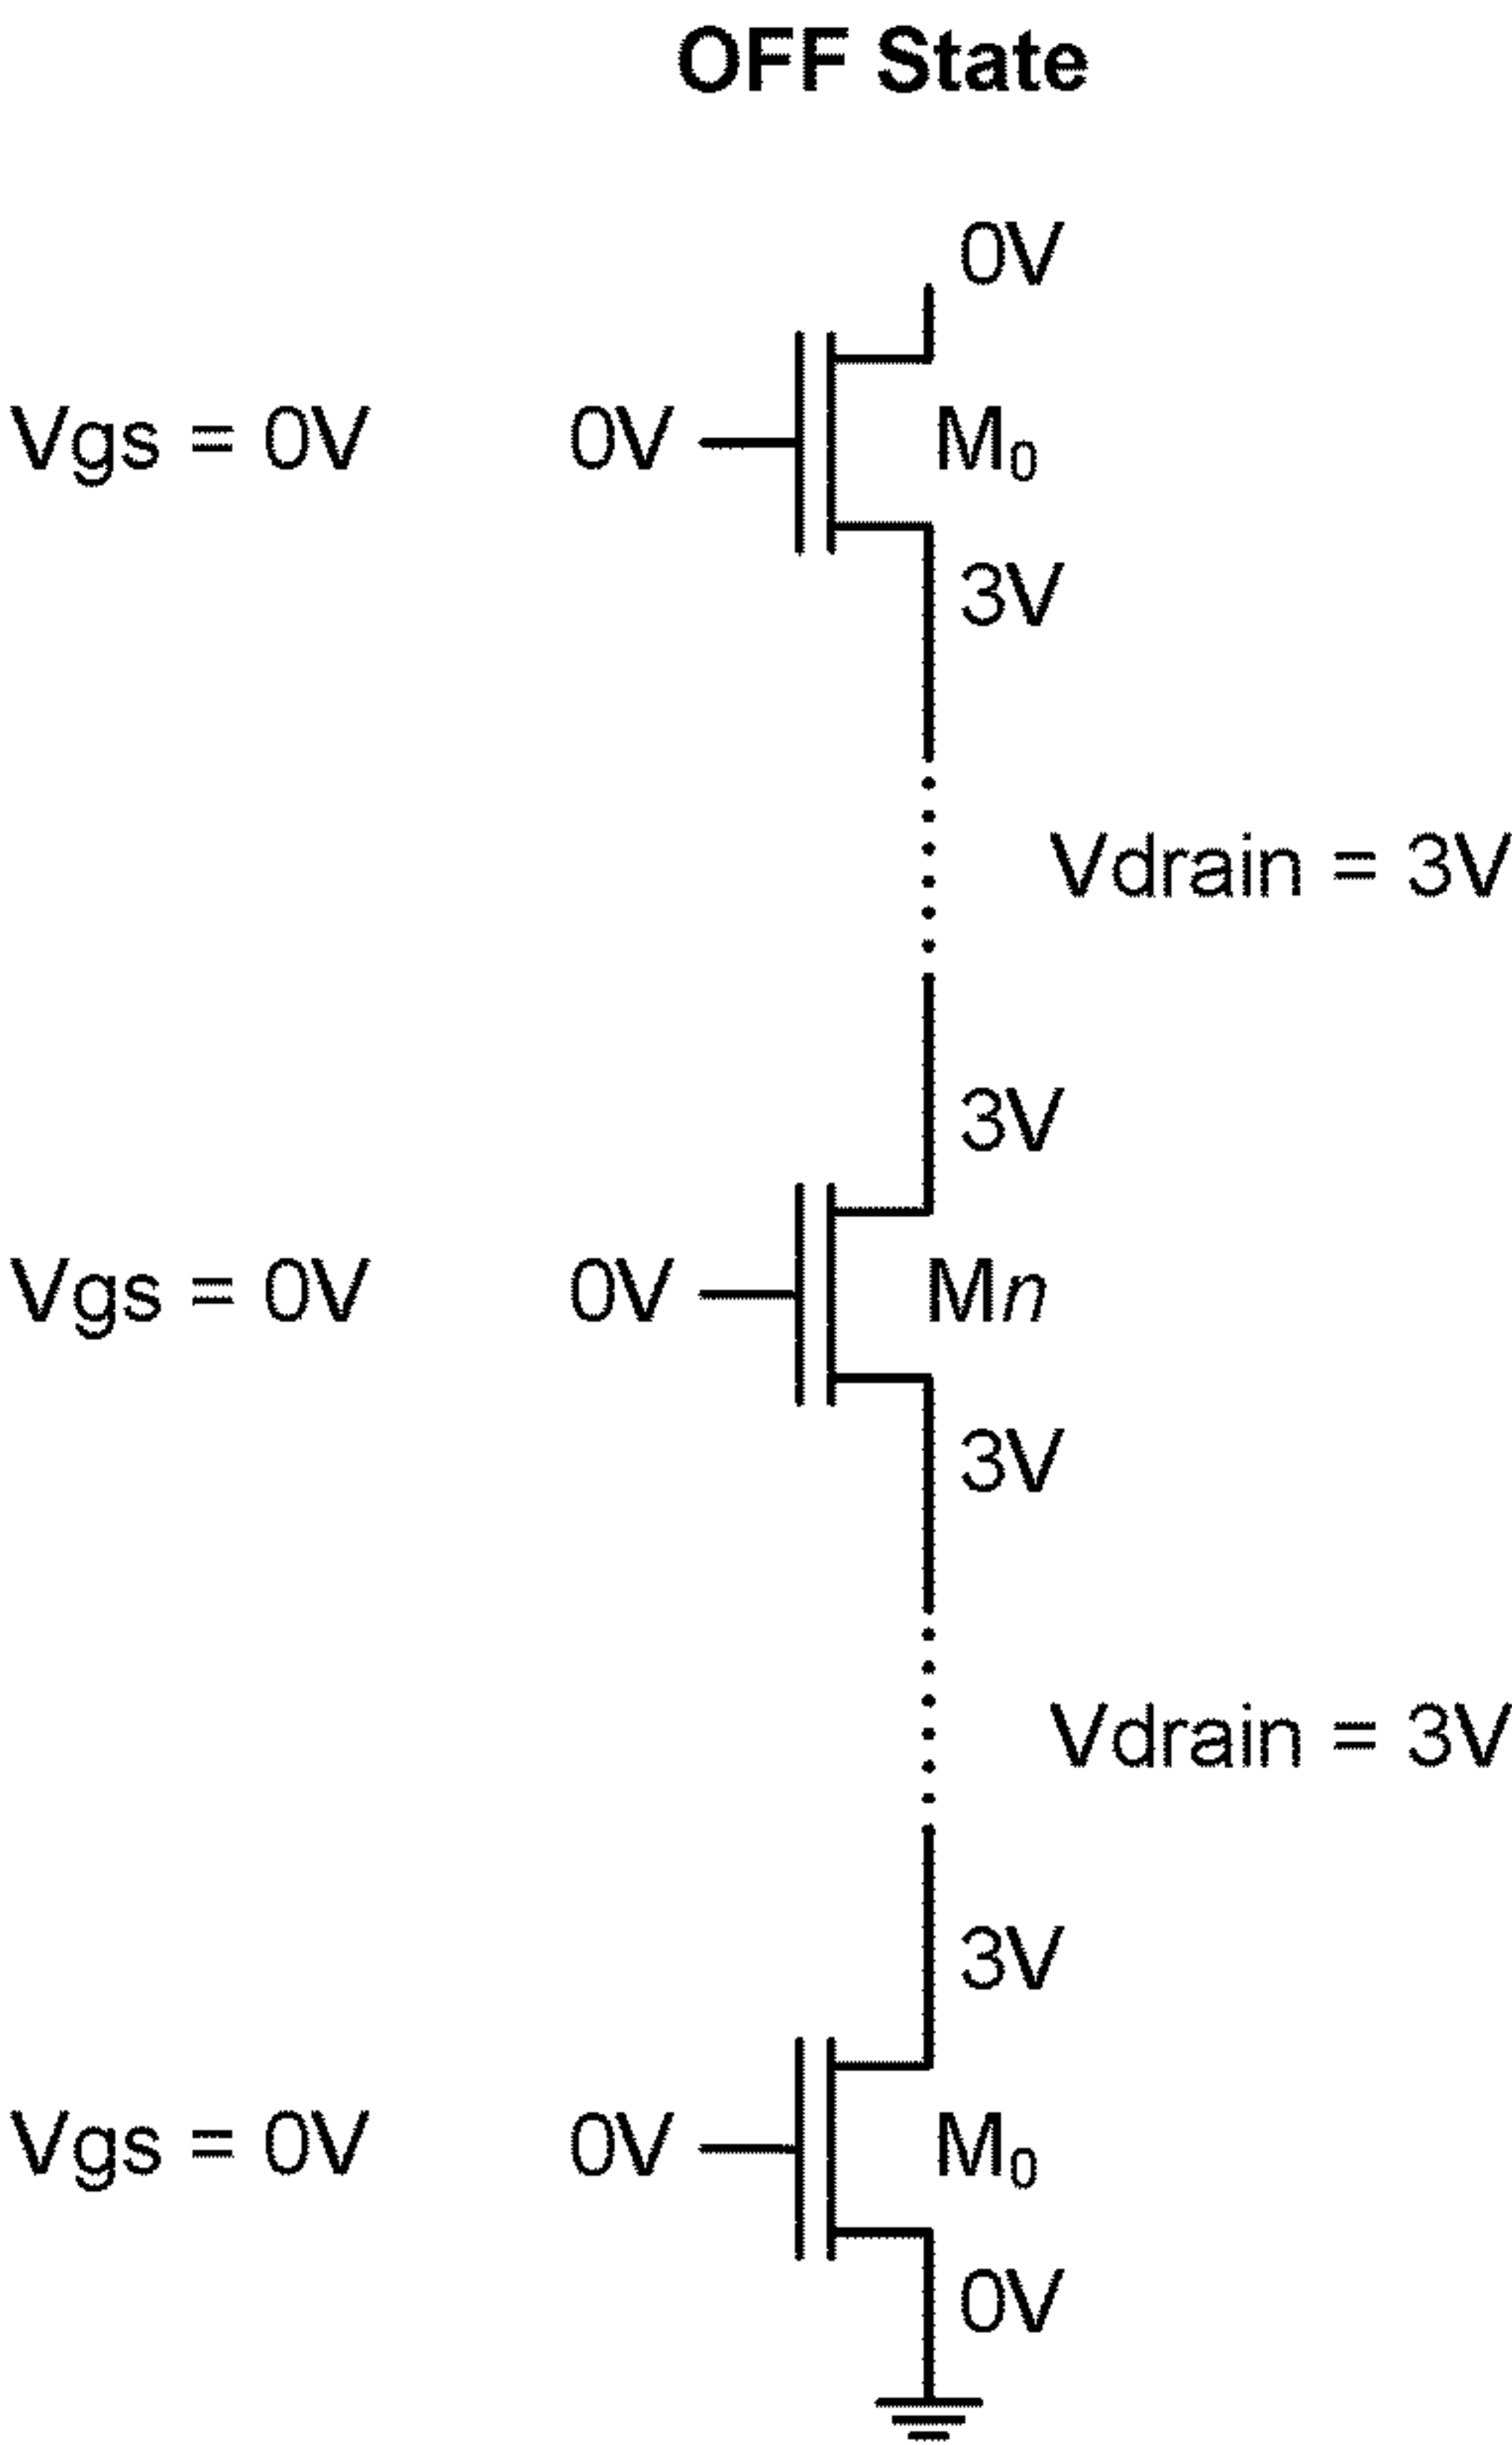 OFF State
0V
Vgs = 0V 0V M₀
3V
Vdrain = 3V
3V
Vgs = 0V 0V Mn
3V
Vdrain = 3V
3V
Vgs = 0V 0V M₀
0V